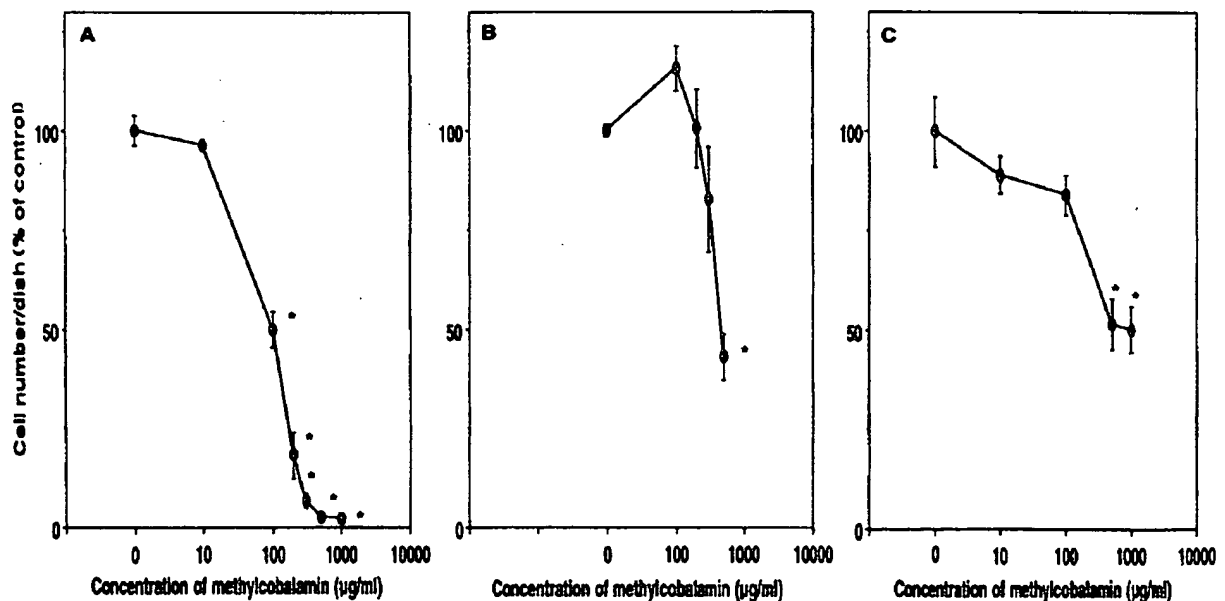 A
B
C
Cell number/dish (% of control)
100
50
0
100
50
0
100
50
0
* * * * *
*
* *
0 10 100 1000 10000
0 100 1000 10000
0 10 100 1000 10000
Concentration of methylcobalamin (µg/ml)
Concentration of methylcobalamin (µg/ml)
Concentration of methylcobalamin (µg/ml)